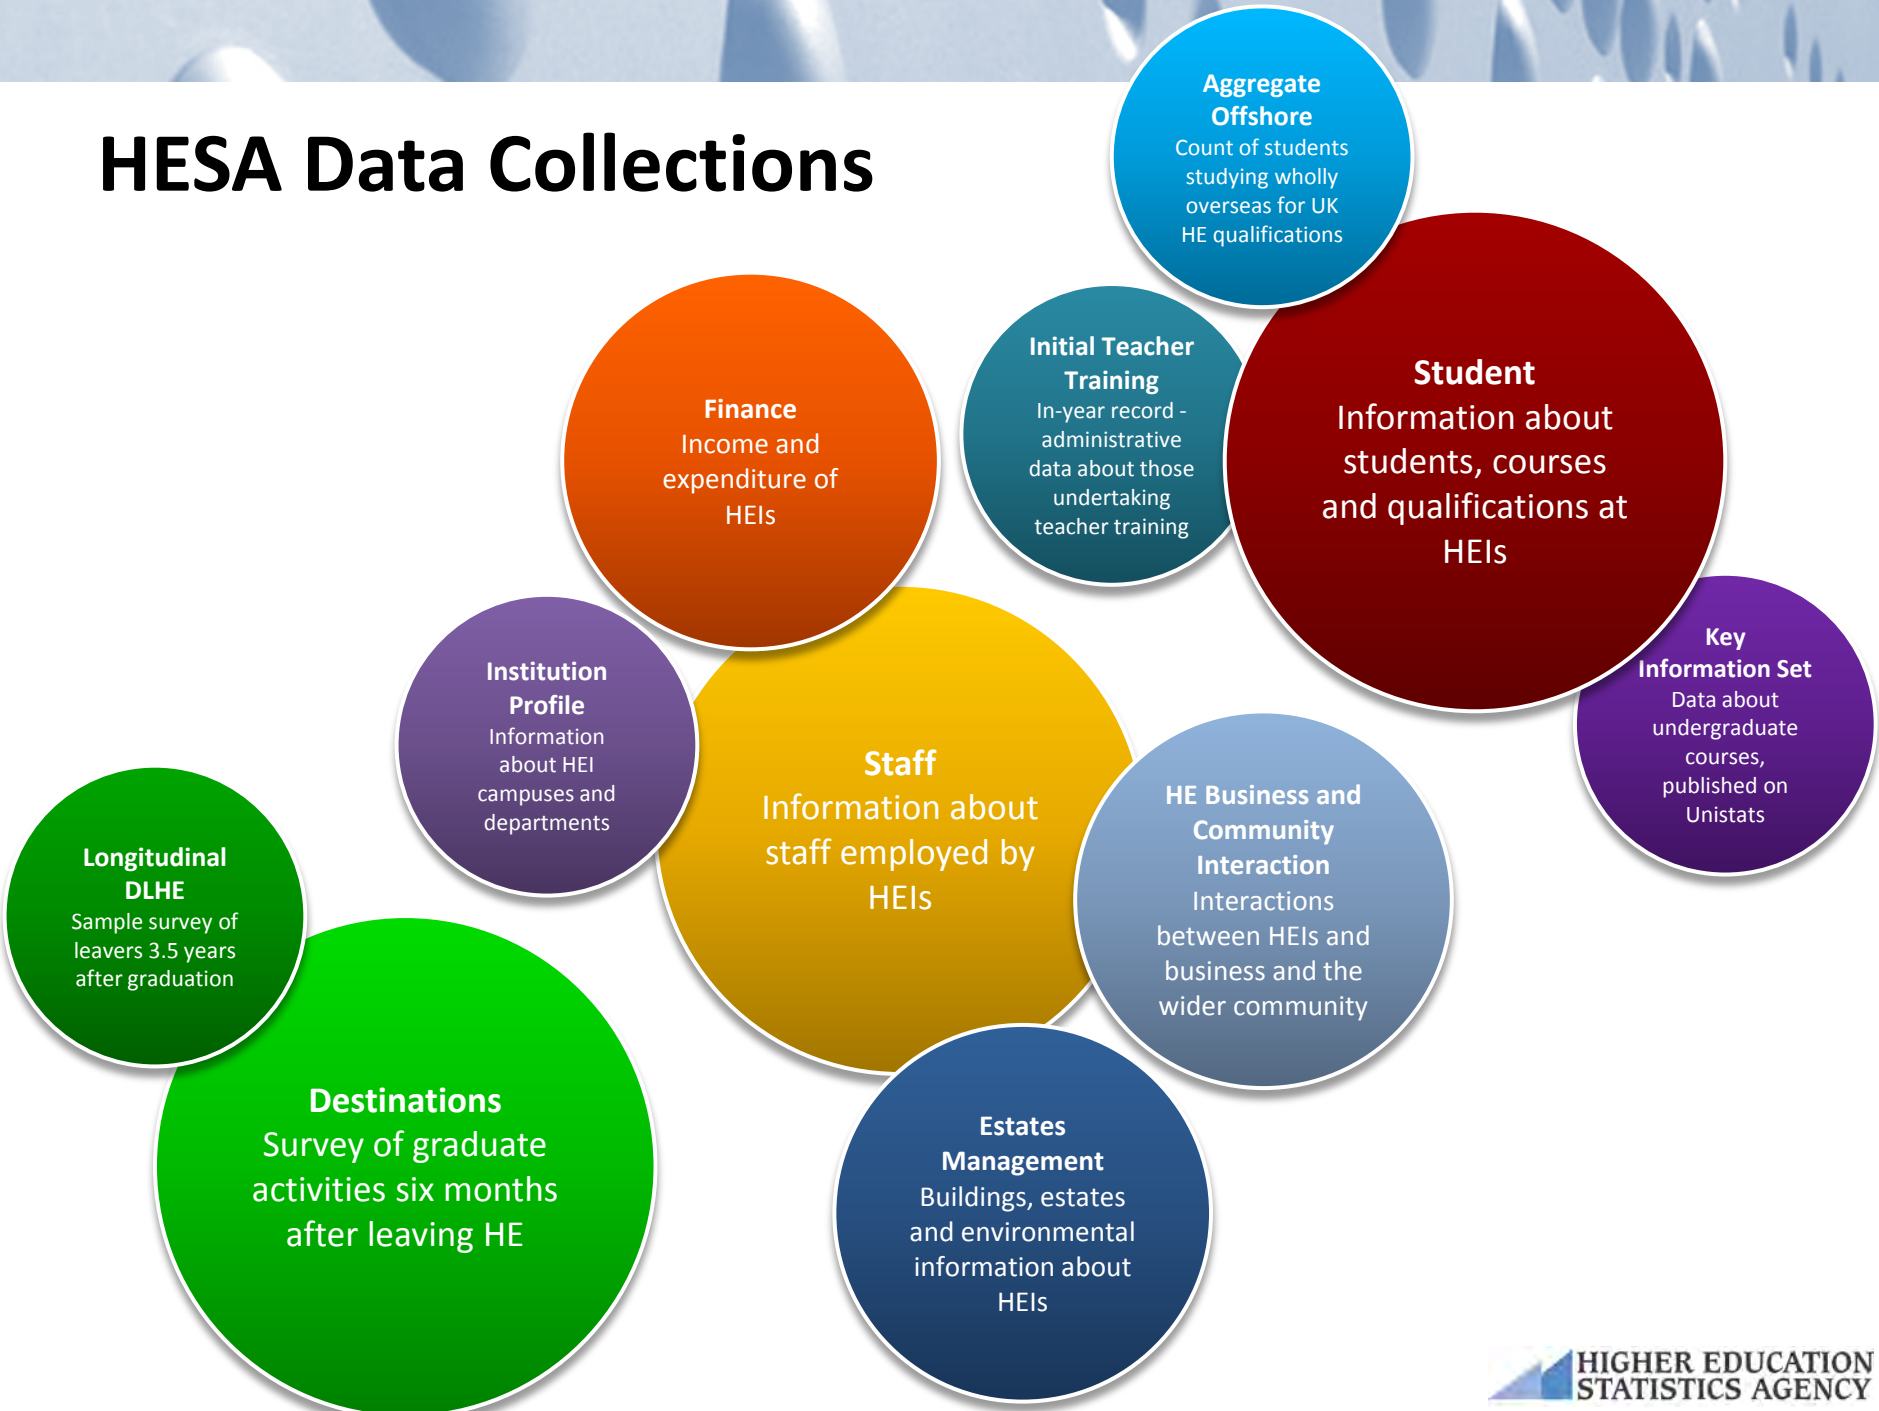 HESA Data Collections
Aggregate
Offshore
Count of students
studying wholly
overseas for UK
HE qualifications
Finance
Income and
expenditure of
HEIs
Initial Teacher
Training
In-year record -
administrative
data about those
undertaking
teacher training
Student
Information about
students, courses
and qualifications at
HEIs
Institution
Profile
Information
about HEI
campuses and
departments
Staff
Information about
staff employed by
HEIs
HE Business and
Community
Interaction
Interactions
between HEIs and
business and the
wider community
Key
Information Set
Data about
undergraduate
courses,
published on
Unistats
Longitudinal
DLHE
Sample survey of
leavers 3.5 years
after graduation
Destinations
Survey of graduate
activities six months
after leaving HE
Estates
Management
Buildings, estates
and environmental
information about
HEIs
HIGHER EDUCATION
STATISTICS AGENCY